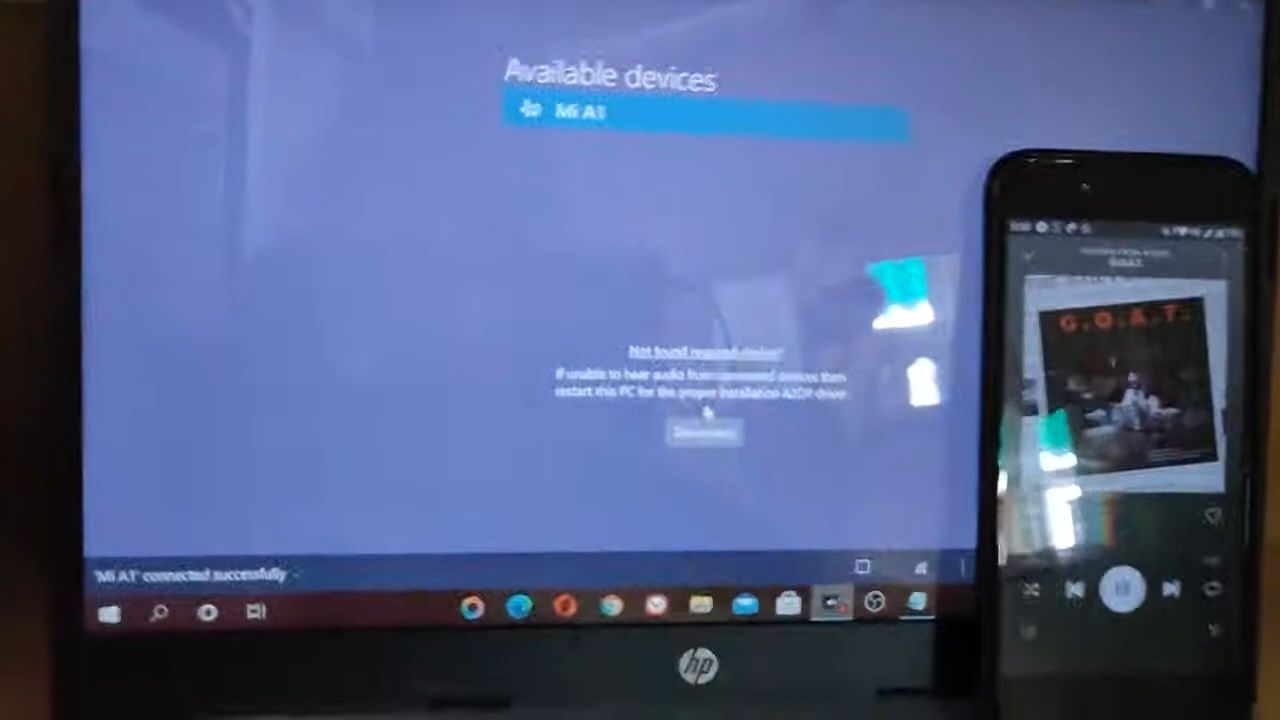 Available devices
Mi A1
G.O.A.T.
Not found required device?
If unable to hear audio from connected devices then
restart this PC for the proper installation A2DP driver
Disconnect
'Mi A1' connected successfully
hp